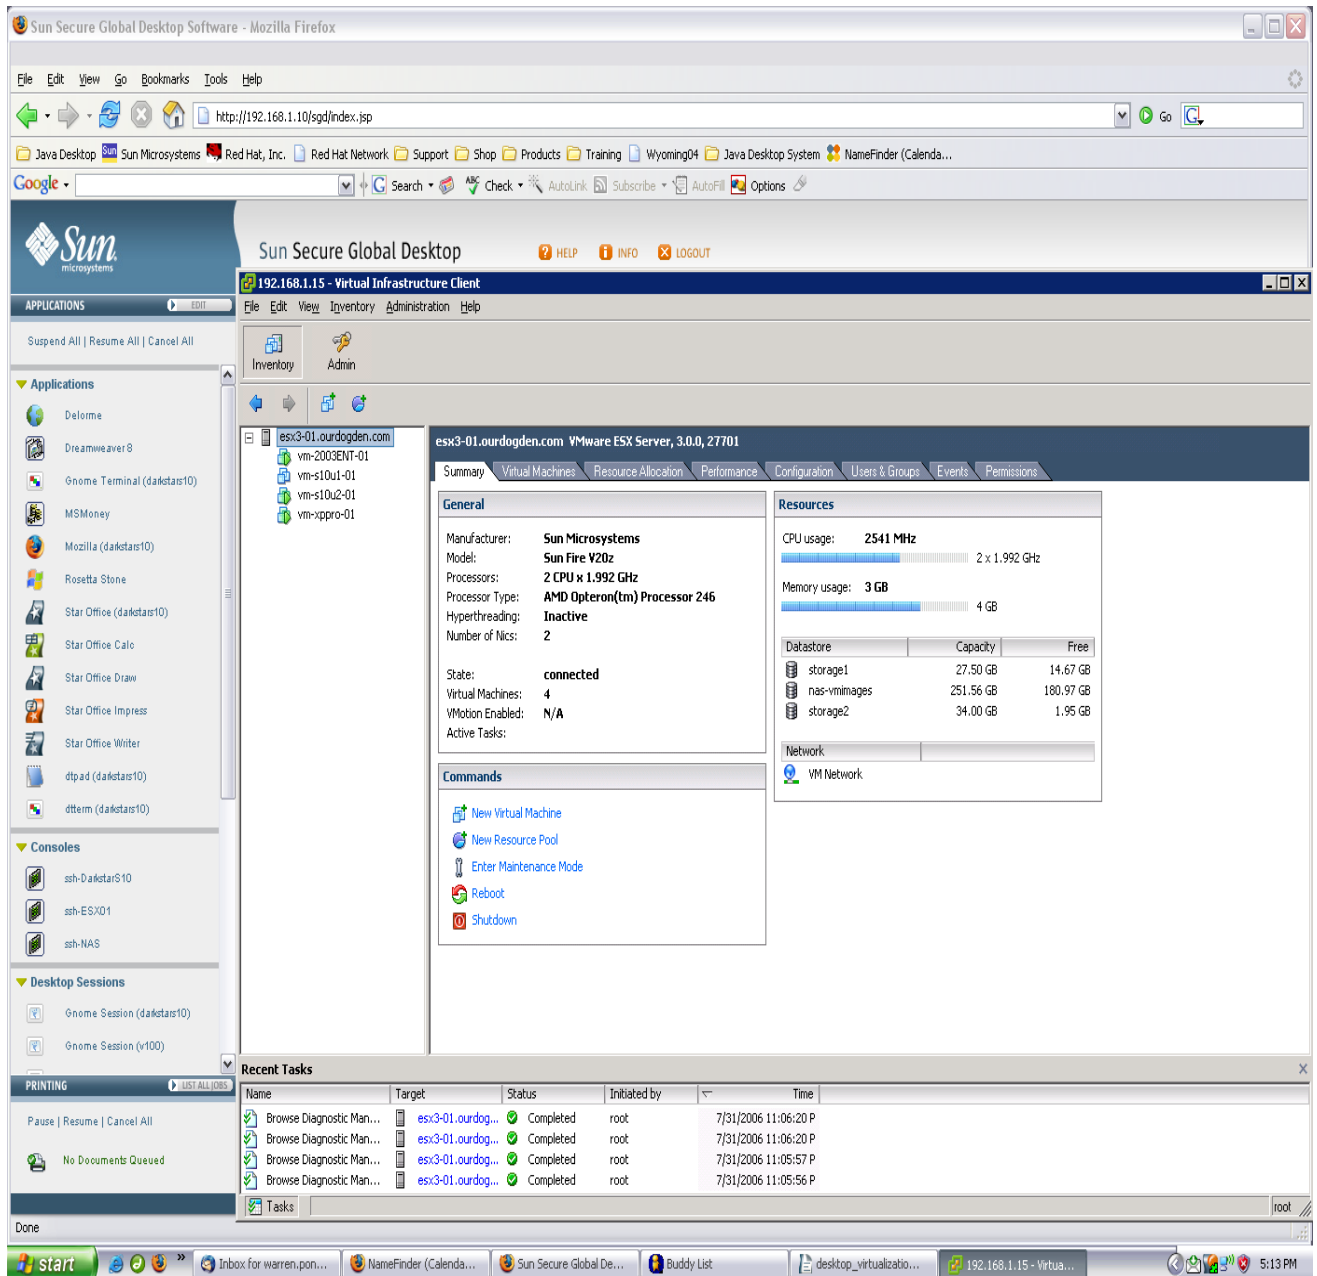 Sun Secure Global Desktop Software - Mozilla Firefox
File Edit View Go Bookmarks Tools Help
http://192.168.1.10/sgd/index.jsp Go G
Java Desktop Sun Sun Microsystems Red Hat, Inc. Red Hat Network Support Shop Products Training Wyoming04 Java Desktop System NameFinder (Calenda...
Google G Search ABC Check AutoLink Subscribe AutoFill Options
Sun microsystems
Sun Secure Global Desktop ? HELP i INFO X LOGOUT
192.168.1.15 - Virtual Infrastructure Client
APPLICATIONS EDIT
File Edit View Inventory Administration Help
Suspend All | Resume All | Cancel All
Inventory Admin
Applications
Delorme
Dreamweaver 8
Gnome Terminal (darkstars10)
MSMoney
Mozilla (darkstars10)
Rosetta Stone
Star Office (darkstars10)
Star Office Calc
Star Office Draw
Star Office Impress
Star Office Writer
dtpad (darkstars10)
dtterm (darkstars10)
Consoles
ssh-DarkstarS10
ssh-ESX01
ssh-NAS
Desktop Sessions
Gnome Session (darkstars10)
Gnome Session (v100)
PRINTING LIST ALL JOBS
Pause | Resume | Cancel All
No Documents Queued
esx3-01.ourdogden.com
vm-2003ENT-01
vm-s10u1-01
vm-s10u2-01
vm-xppro-01
esx3-01.ourdogden.com VMware ESX Server, 3.0.0, 27701
Summary Virtual Machines Resource Allocation Performance Configuration Users & Groups Events Permissions
General
Manufacturer: Sun Microsystems
Model: Sun Fire V20z
Processors: 2 CPU x 1.992 GHz
Processor Type: AMD Opteron(tm) Processor 246
Hyperthreading: Inactive
Number of Nics: 2
State: connected
Virtual Machines: 4
VMotion Enabled: N/A
Active Tasks:
Commands
New Virtual Machine
New Resource Pool
Enter Maintenance Mode
Reboot
Shutdown
Resources
CPU usage: 2541 MHz
2 x 1.992 GHz
Memory usage: 3 GB
4 GB
Datastore Capacity Free
storage1 27.50 GB 14.67 GB
nas-vmimages 251.56 GB 180.97 GB
storage2 34.00 GB 1.95 GB
Network
VM Network
Recent Tasks
Name Target Status Initiated by Time
Browse Diagnostic Man... esx3-01.ourdog... Completed root 7/31/2006 11:06:20 P
Browse Diagnostic Man... esx3-01.ourdog... Completed root 7/31/2006 11:06:20 P
Browse Diagnostic Man... esx3-01.ourdog... Completed root 7/31/2006 11:05:57 P
Browse Diagnostic Man... esx3-01.ourdog... Completed root 7/31/2006 11:05:56 P
Tasks root
Done
start Inbox for warren.pon... NameFinder (Calenda... Sun Secure Global De... Buddy List desktop_virtualizatio... 192.168.1.15 - Virtua... 5:13 PM